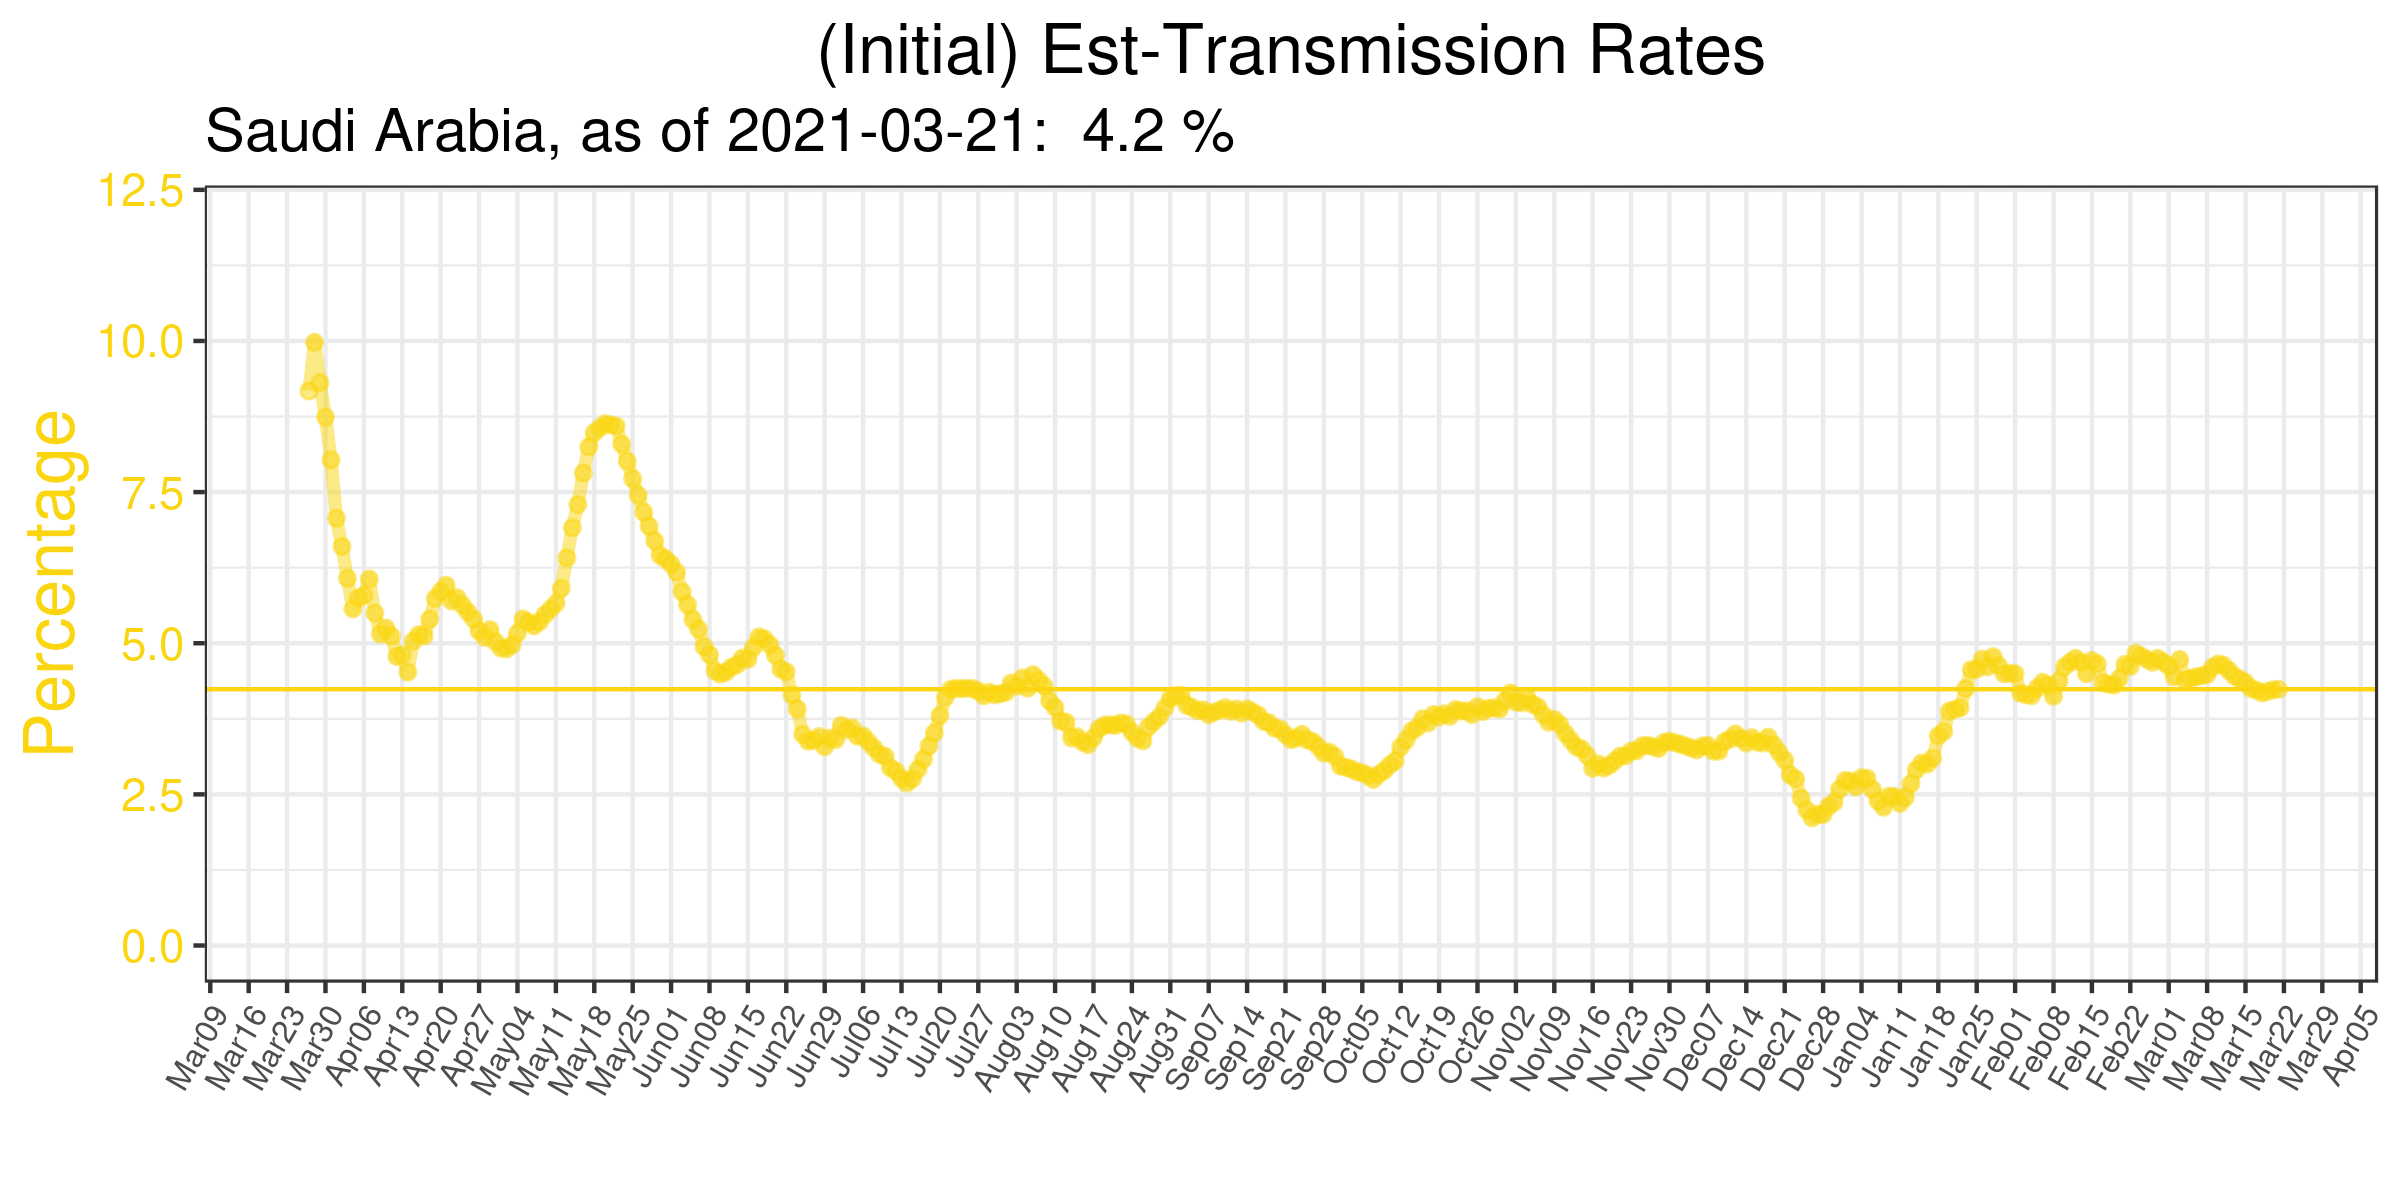 (Initial) Est-Transmission Rates
Saudi Arabia, as of 2021-03-21:  4.2 %
Percentage
12.5
10.0
7.5
5.0
2.5
0.0
Mar09 Mar16 Mar23 Mar30 Apr06 Apr13 Apr20 Apr27 May04 May11 May18 May25 Jun01 Jun08 Jun15 Jun22 Jun29 Jul06 Jul13 Jul20 Jul27 Aug03 Aug10 Aug17 Aug24 Aug31 Sep07 Sep14 Sep21 Sep28 Oct05 Oct12 Oct19 Oct26 Nov02 Nov09 Nov16 Nov23 Nov30 Dec07 Dec14 Dec21 Dec28 Jan04 Jan11 Jan18 Jan25 Feb01 Feb08 Feb15 Feb22 Mar01 Mar08 Mar15 Mar22 Mar29 Apr05